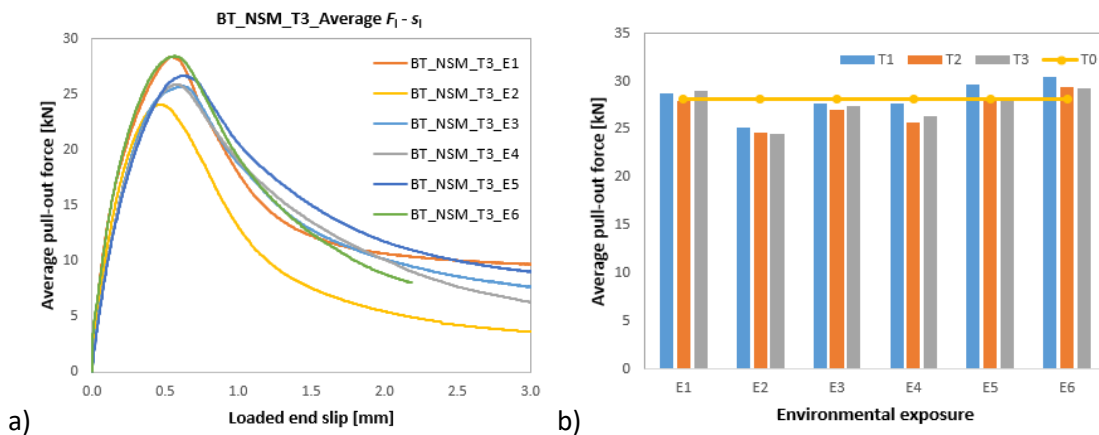 BT_NSM_T3_Average Fₗ - sₗ
Average pull-out force [kN]
30
25
20
15
10
5
0
0.0 0.5 1.0 1.5 2.0 2.5 3.0
Loaded end slip [mm]
BT_NSM_T3_E1
BT_NSM_T3_E2
BT_NSM_T3_E3
BT_NSM_T3_E4
BT_NSM_T3_E5
BT_NSM_T3_E6
a)
T1 T2 T3 T0
Average pull-out force [kN]
35
30
25
20
15
10
5
0
E1 E2 E3 E4 E5 E6
Environmental exposure
b)